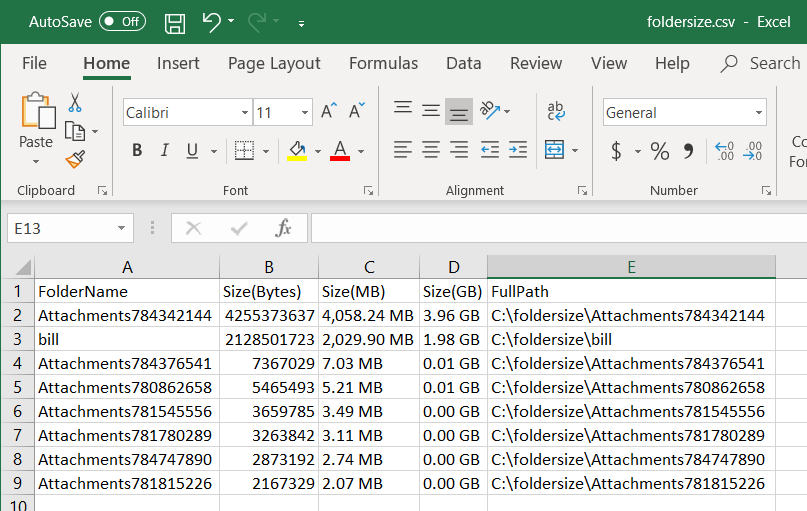 AutoSave Off foldersize.csv - Excel
File Home Insert Page Layout Formulas Data Review View Help Search
Calibri 11 A A ab General
Paste B I U A $ % , .00 .00 Co
For
Clipboard Font Alignment Number
E13 fx
A B C D E
1 FolderName Size(Bytes) Size(MB) Size(GB) FullPath
2 Attachments784342144 4255373637 4,058.24 MB 3.96 GB C:\foldersize\Attachments784342144
3 bill 2128501723 2,029.90 MB 1.98 GB C:\foldersize\bill
4 Attachments784376541 7367029 7.03 MB 0.01 GB C:\foldersize\Attachments784376541
5 Attachments780862658 5465493 5.21 MB 0.01 GB C:\foldersize\Attachments780862658
6 Attachments781545556 3659785 3.49 MB 0.00 GB C:\foldersize\Attachments781545556
7 Attachments781780289 3263842 3.11 MB 0.00 GB C:\foldersize\Attachments781780289
8 Attachments784747890 2873192 2.74 MB 0.00 GB C:\foldersize\Attachments784747890
9 Attachments781815226 2167329 2.07 MB 0.00 GB C:\foldersize\Attachments781815226
10